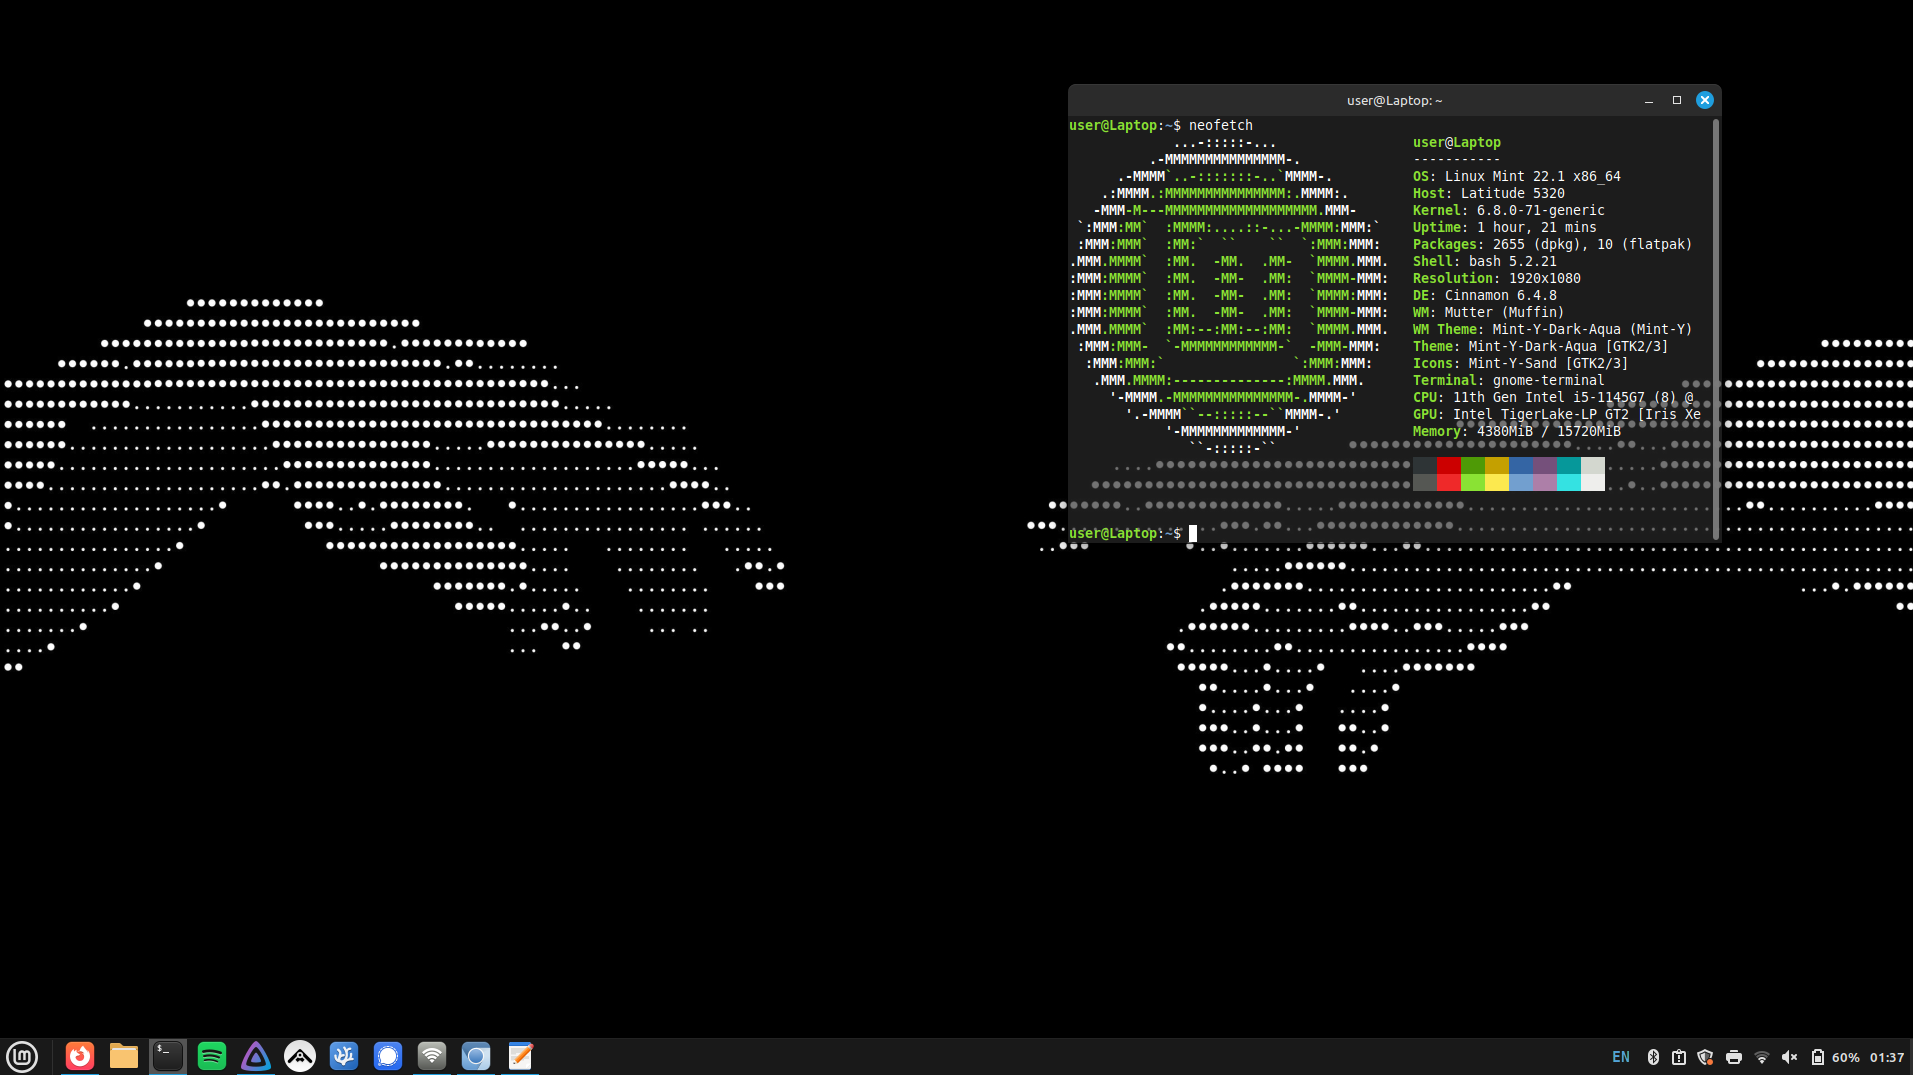 user@Laptop: ~
user@Laptop:~$ neofetch
user@Laptop
-----------
OS: Linux Mint 22.1 x86_64
Host: Latitude 5320
Kernel: 6.8.0-71-generic
Uptime: 1 hour, 21 mins
Packages: 2655 (dpkg), 10 (flatpak)
Shell: bash 5.2.21
Resolution: 1920x1080
DE: Cinnamon 6.4.8
WM: Mutter (Muffin)
WM Theme: Mint-Y-Dark-Aqua (Mint-Y)
Theme: Mint-Y-Dark-Aqua [GTK2/3]
Icons: Mint-Y-Sand [GTK2/3]
Terminal: gnome-terminal
CPU: 11th Gen Intel i5-1145G7 (8) @
GPU: Intel TigerLake-LP GT2 [Iris Xe
Memory: 4380MiB / 15720MiB
user@Laptop:~$
EN 60% 01:37